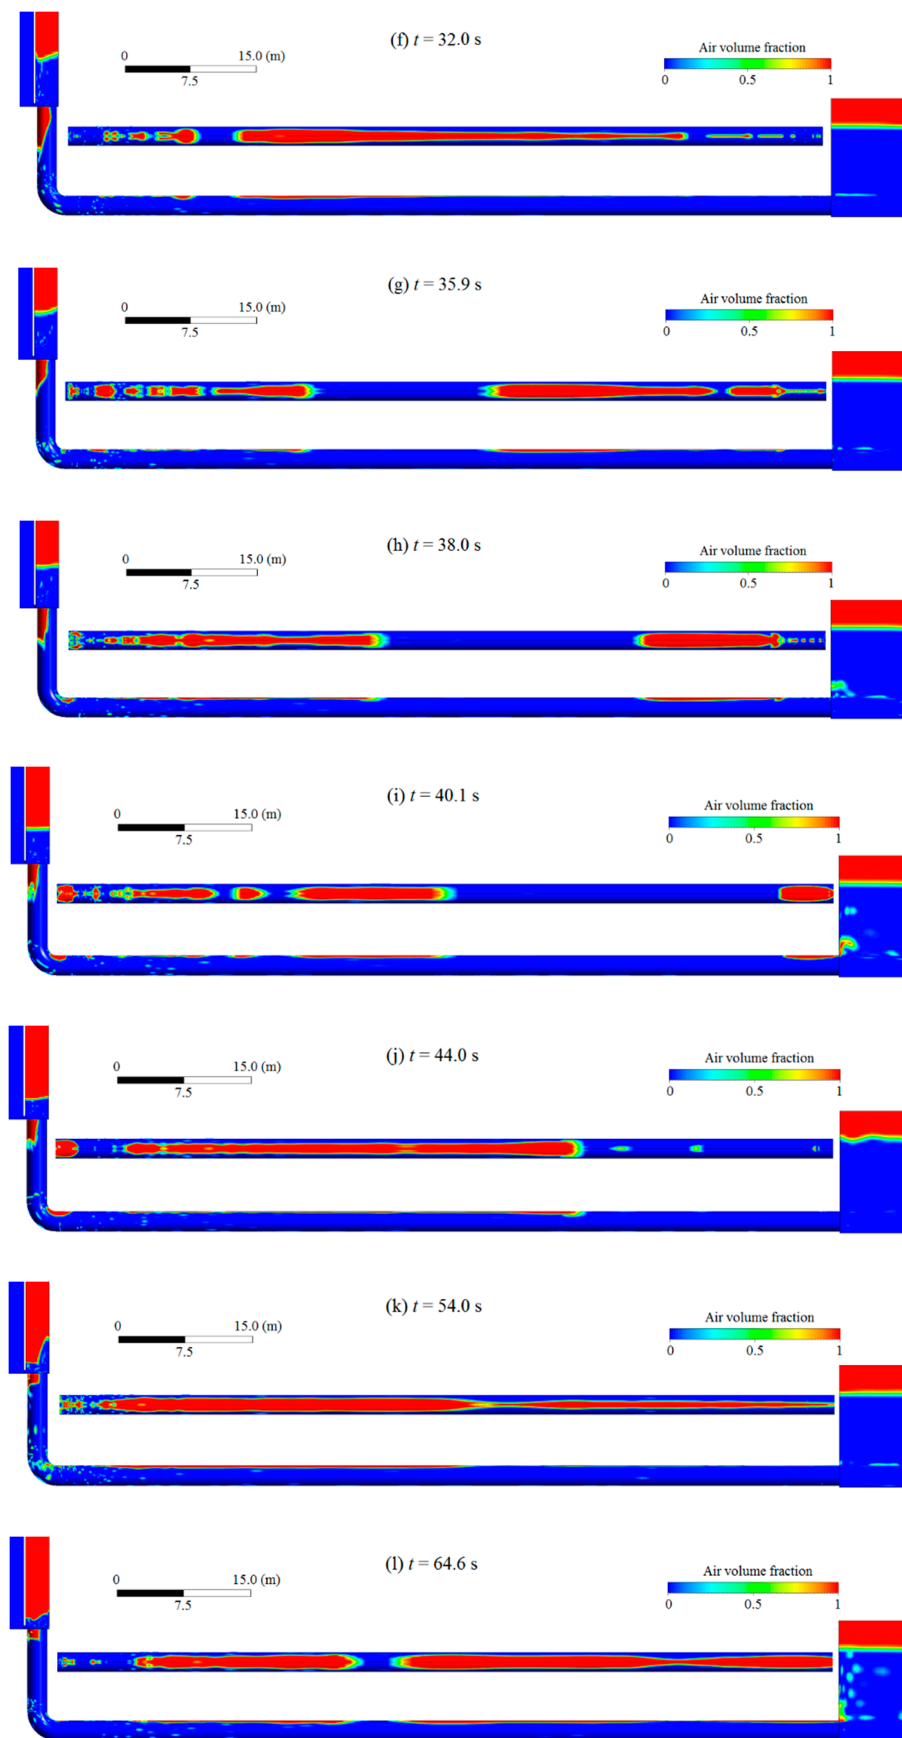 (f) t = 32.0 s
0 15.0 (m)
7.5
Air volume fraction
0 0.5 1
(g) t = 35.9 s
0 15.0 (m)
7.5
Air volume fraction
0 0.5 1
(h) t = 38.0 s
0 15.0 (m)
7.5
Air volume fraction
0 0.5 1
(i) t = 40.1 s
0 15.0 (m)
7.5
Air volume fraction
0 0.5 1
(j) t = 44.0 s
0 15.0 (m)
7.5
Air volume fraction
0 0.5 1
(k) t = 54.0 s
0 15.0 (m)
7.5
Air volume fraction
0 0.5 1
(l) t = 64.6 s
0 15.0 (m)
7.5
Air volume fraction
0 0.5 1